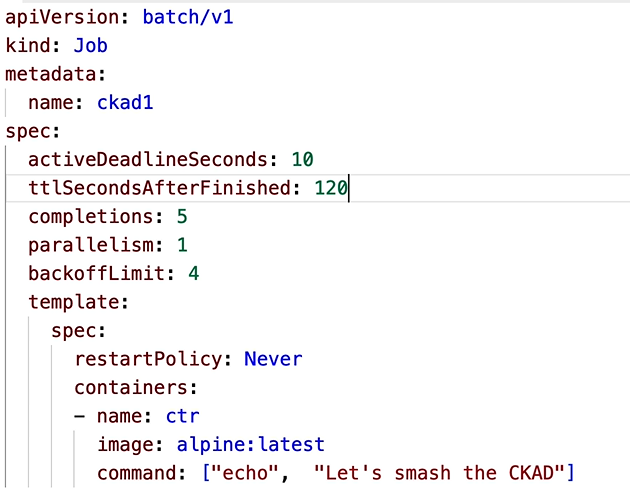 apiVersion: batch/v1
kind: Job
metadata:
  name: ckad1
spec:
  activeDeadlineSeconds: 10
  ttlSecondsAfterFinished: 120
  completions: 5
  parallelism: 1
  backoffLimit: 4
  template:
    spec:
      restartPolicy: Never
      containers:
      - name: ctr
        image: alpine:latest
        command: ["echo",  "Let's smash the CKAD"]